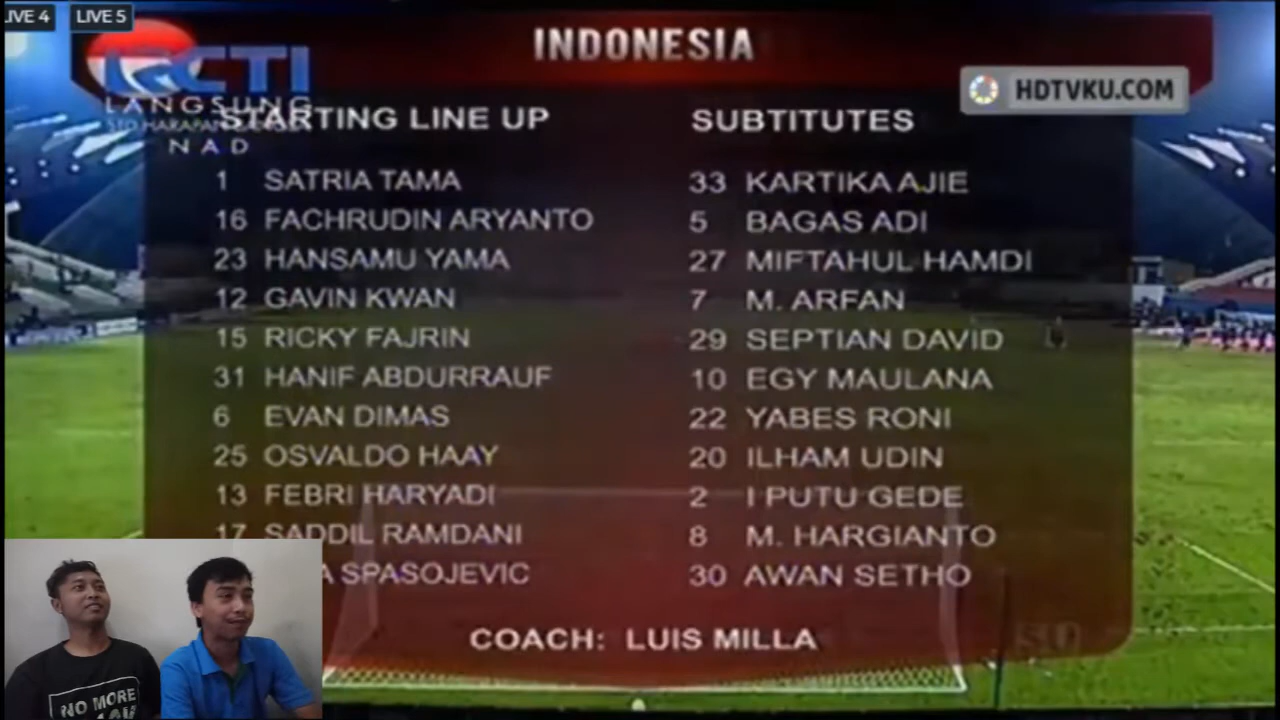 LIVE 4 LIVE 5
INDONESIA
RCTI
HDTVKU.COM
LANGSUNG
STD HARAPAN BANGSA
NAD
STARTING LINE UP
1 SATRIA TAMA
16 FACHRUDIN ARYANTO
23 HANSAMU YAMA
12 GAVIN KWAN
15 RICKY FAJRIN
31 HANIF ABDURRAUF
6 EVAN DIMAS
25 OSVALDO HAAY
13 FEBRI HARYADI
17 SADDIL RAMDANI
A SPASOJEVIC
SUBTITUTES
33 KARTIKA AJIE
5 BAGAS ADI
27 MIFTAHUL HAMDI
7 M. ARFAN
29 SEPTIAN DAVID
10 EGY MAULANA
22 YABES RONI
20 ILHAM UDIN
2 I PUTU GEDE
8 M. HARGIANTO
30 AWAN SETHO
COACH: LUIS MILLA
NO MORE